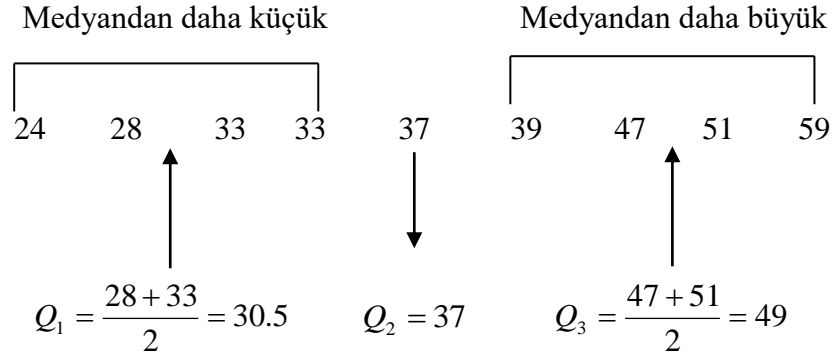 Medyandan daha küçük Medyandan daha büyük
24 28 33 33 37 39 47 51 59
Q₁ = (28 + 33)/2 = 30.5 Q₂ = 37 Q₃ = (47 + 51)/2 = 49